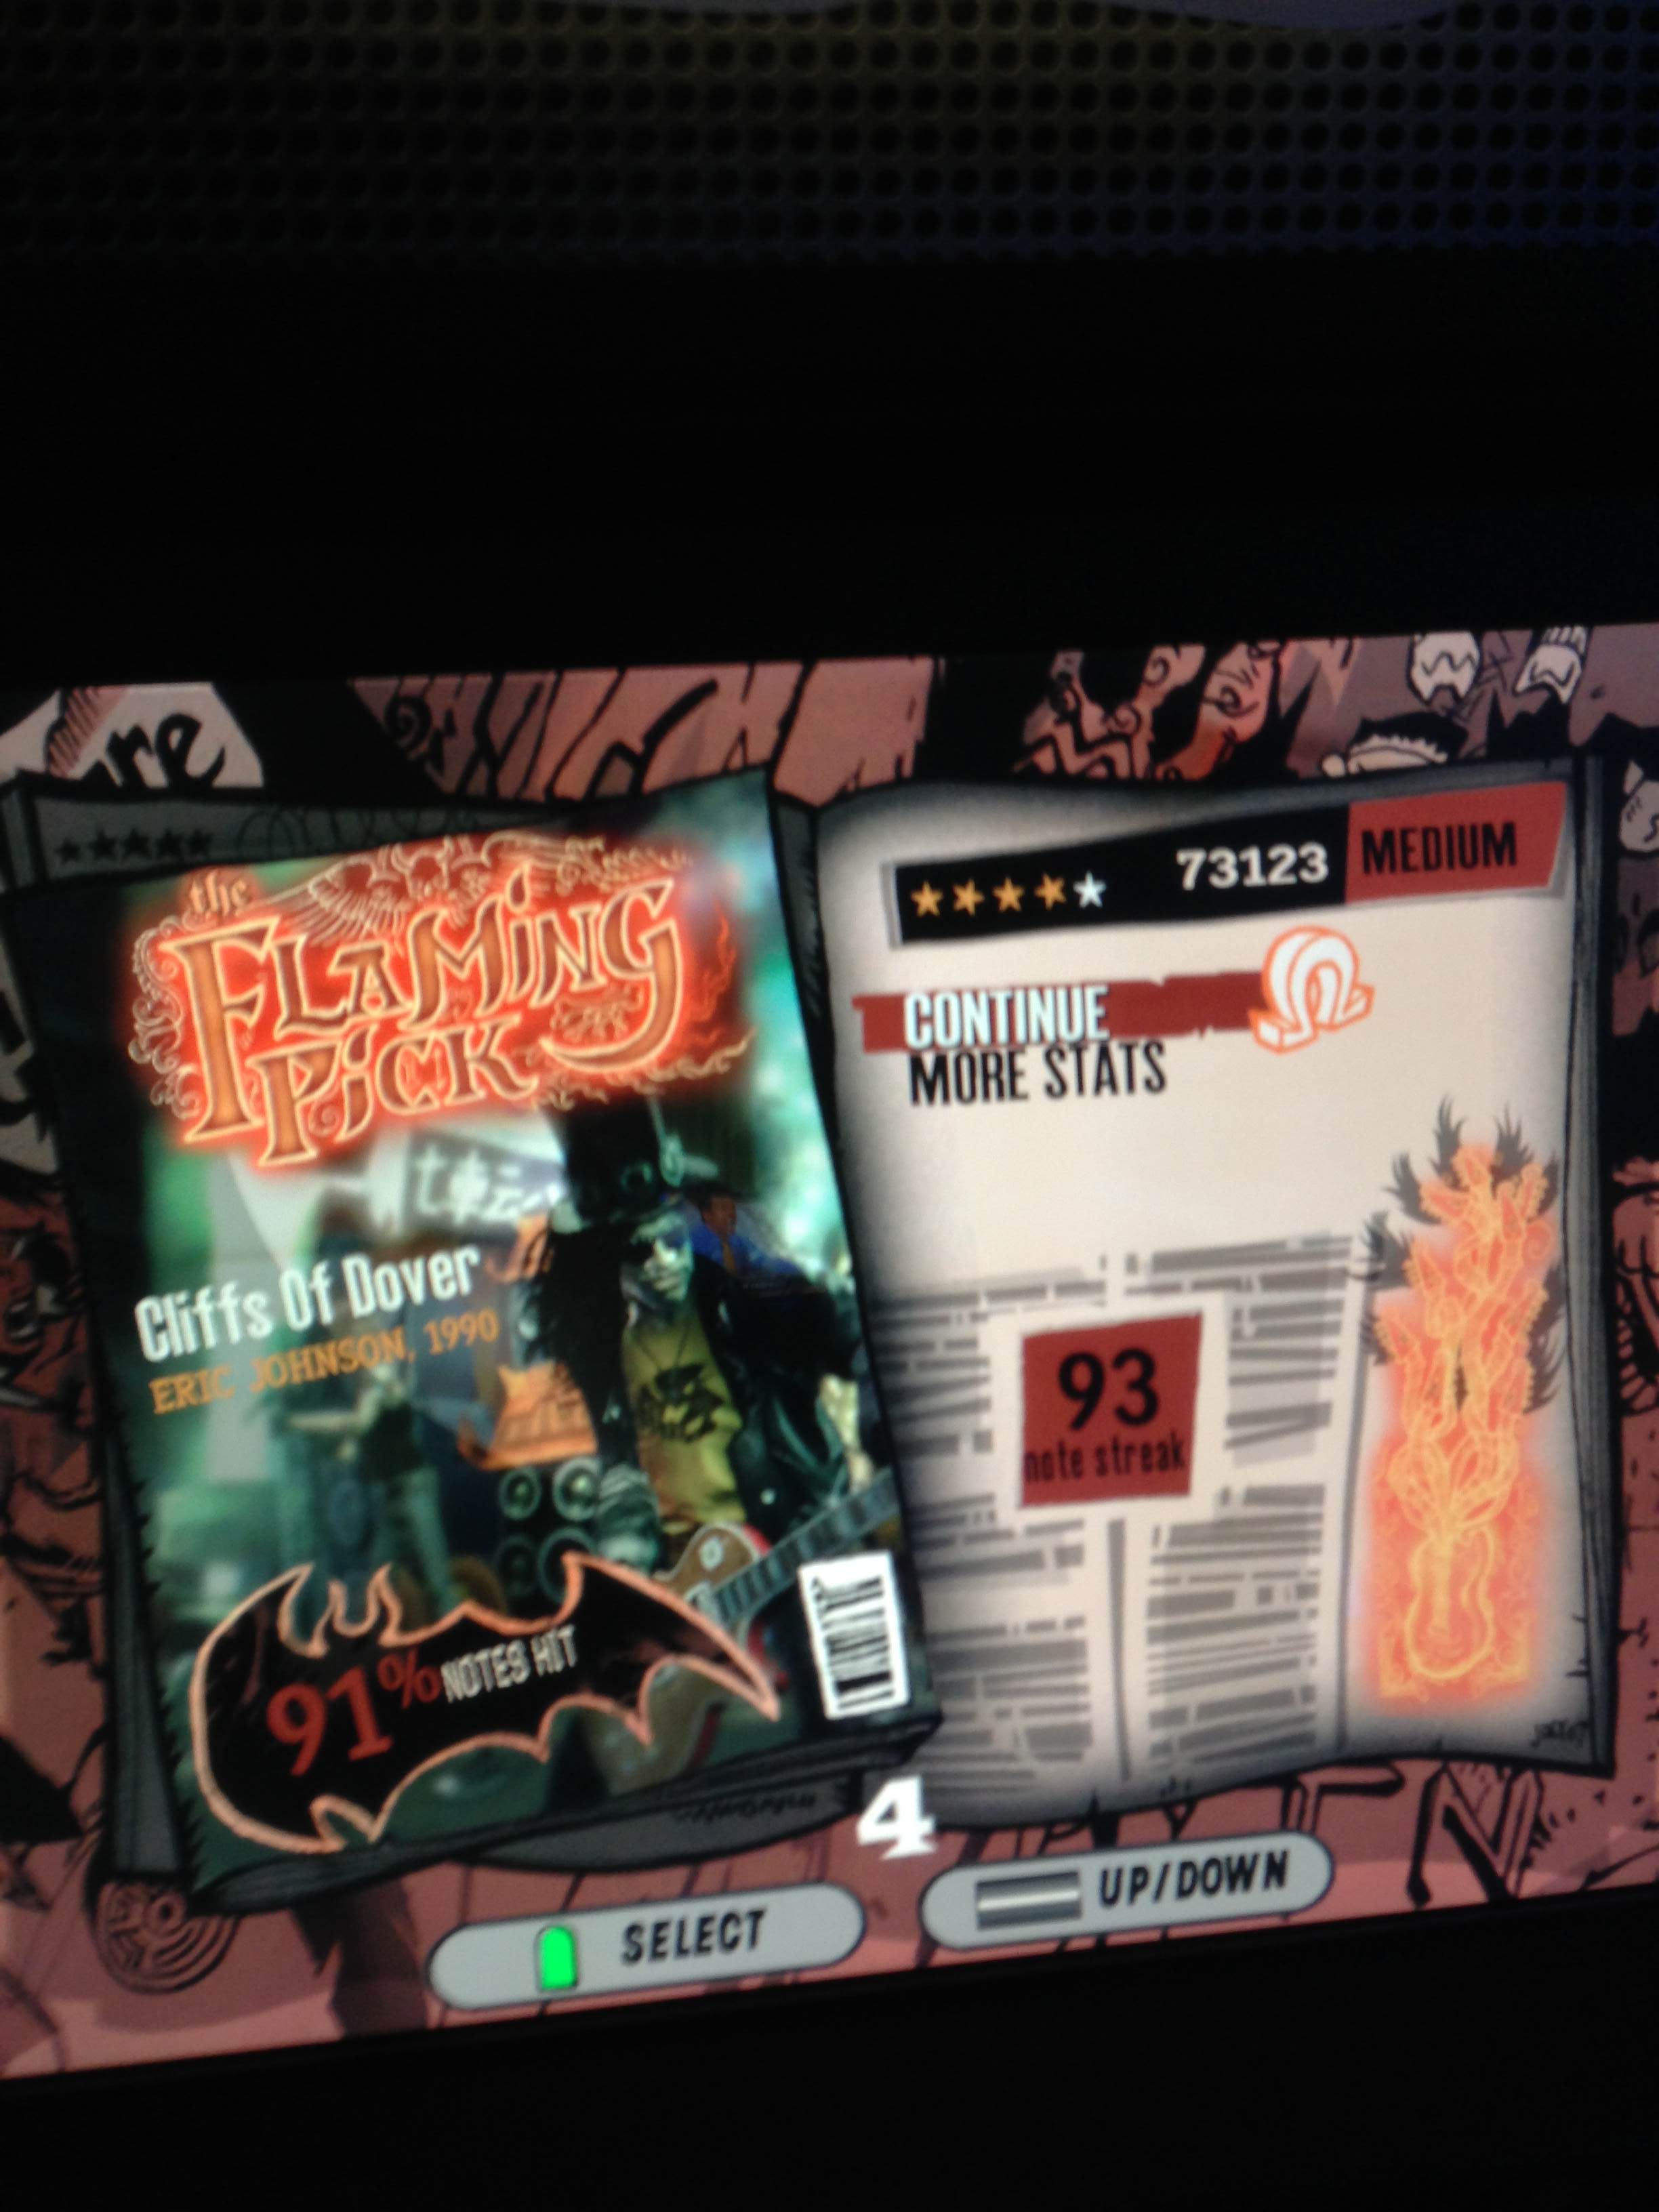 the
FLAMING
PICK
Cliffs Of Dover
ERIC JOHNSON, 1990
91% NOTES HIT
73123 MEDIUM
CONTINUE
MORE STATS
93
note streak
4
SELECT
UP/DOWN